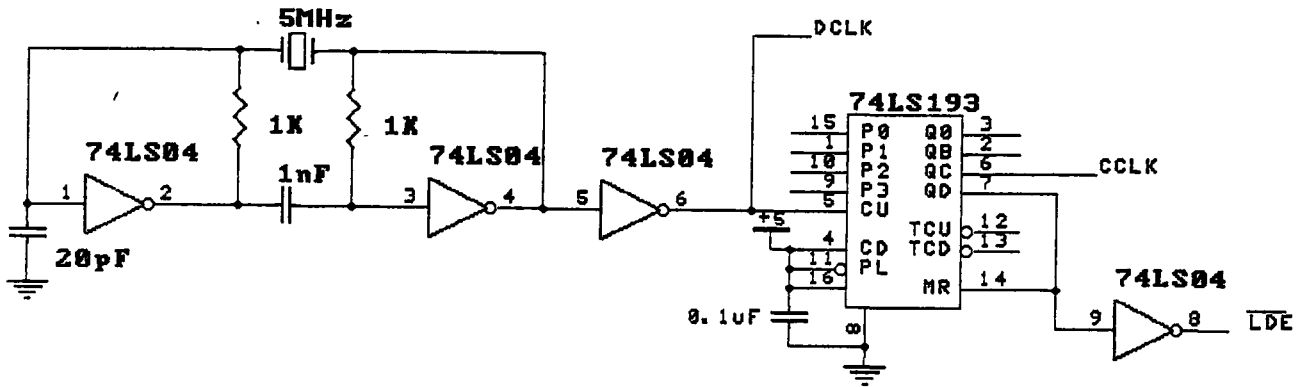 5MHz
DCLK
1K
1K
74LS04
1
2
1nF
74LS04
3
4
74LS04
5
6
20pF
74LS193
15
P0
Q0
3
1
P1
QB
2
10
P2
QC
6
CCLK
9
P3
QD
7
5
CU
+5
TCU
12
4
CD
TCD
13
11
PL
16
MR
14
0.1uF
8
74LS04
9
8
LDE